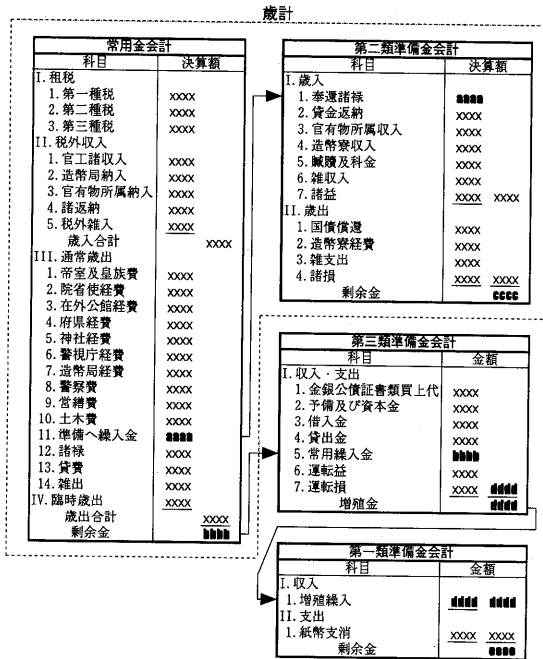 歳計
常用金会計
科目 決算額
I.租税
1.第一種税 xxxx
2.第二種税 xxxx
3.第三種税 xxxx
II.税外収入
1.官工諸収入 xxxx
2.造幣局納入 xxxx
3.官有物所属納入 xxxx
4.諸返納 xxxx
5.税外雑入 xxxx
歳入合計 xxxx
III.通常歳出
1.帝室及皇族費 xxxx
2.院省使経費 xxxx
3.在外公館経費 xxxx
4.府県経費 xxxx
5.神社経費 xxxx
6.警視庁経費 xxxx
7.造幣局経費 xxxx
8.警察費 xxxx
9.営繕費 xxxx
10.土木費 xxxx
11.準備へ繰入金 aaaa
12.諸禄 xxxx
13.貸費 xxxx
14.雑出 xxxx
IV.臨時歳出 xxxx
歳出合計 xxxx
剰余金 bbbb
第二類準備金会計
科目 決算額
I.歳入
1.奉還諸禄 aaaa
2.貸金返納 xxxx
3.官有物所属収入 xxxx
4.造幣寮収入 xxxx
5.贓贖及科金 xxxx
6.雑収入 xxxx
7.諸益 xxxx xxxx
II.歳出
1.国債償還 xxxx
2.造幣寮経費 xxxx
3.雑支出 xxxx
4.諸損 xxxx xxxx
剰余金 cccc
第三類準備金会計
科目 金額
I.収入・支出
1.金銀公債証書類買上代 xxxx
2.予備及び資本金 xxxx
3.借入金 xxxx
4.貸出金 xxxx
5.常用繰入金 bbbb
6.運転益 xxxx
7.運転損 xxxx dddd
増殖金 dddd
第一類準備金会計
科目 金額
I.収入
1.増殖繰入 dddd dddd
II.支出
1.紙幣支消 xxxx xxxx
剰余金 eeee